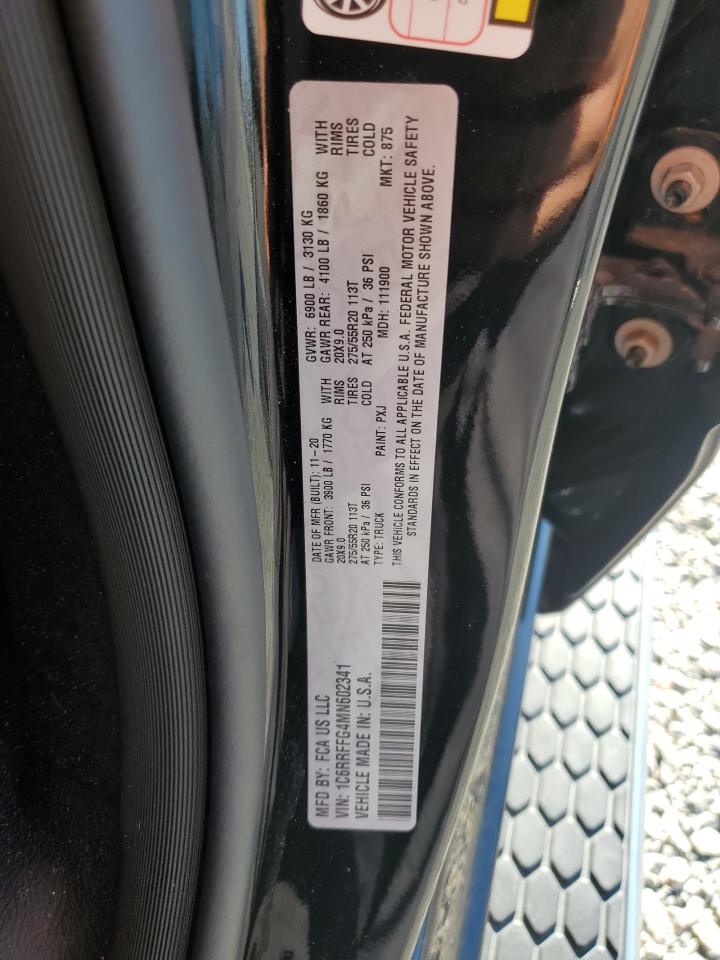 MFD BY: FCA US LLC
VIN: 1C6RRFFG4MN602341
VEHICLE MADE IN: U.S.A.
DATE OF MFR (BUILT): 11-20
GAWR FRONT: 3900 LB / 1770 KG WITH
20X9.0 RIMS
275/55R20 113T TIRES
AT 250 kPa / 36 PSI COLD
TYPE: TRUCK PAINT: PXJ
GVWR: 6900 LB / 3130 KG
GAWR REAR: 4100 LB / 1860 KG WITH
20X9.0 RIMS
275/55R20 113T TIRES
AT 250 kPa / 36 PSI COLD
MDH: 111900 MKT: 875
THIS VEHICLE CONFORMS TO ALL APPLICABLE U.S.A. FEDERAL MOTOR VEHICLE SAFETY
STANDARDS IN EFFECT ON THE DATE OF MANUFACTURE SHOWN ABOVE.